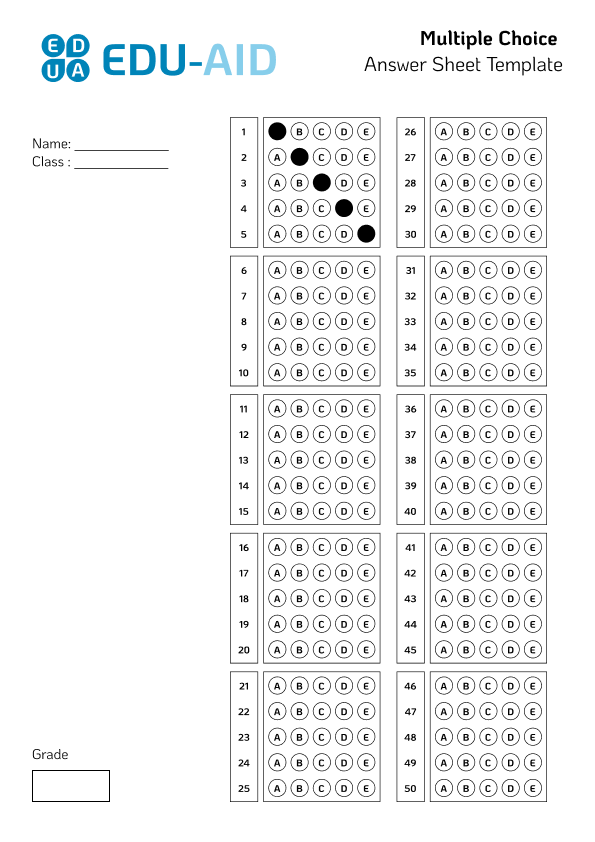 E D
U A
EDU-AID
Multiple Choice
Answer Sheet Template
Name: ____________
Class : ____________
1 B C D E
2 A C D E
3 A B D E
4 A B C E
5 A B C D
6 A B C D E
7 A B C D E
8 A B C D E
9 A B C D E
10 A B C D E
11 A B C D E
12 A B C D E
13 A B C D E
14 A B C D E
15 A B C D E
16 A B C D E
17 A B C D E
18 A B C D E
19 A B C D E
20 A B C D E
21 A B C D E
22 A B C D E
23 A B C D E
24 A B C D E
25 A B C D E
26 A B C D E
27 A B C D E
28 A B C D E
29 A B C D E
30 A B C D E
31 A B C D E
32 A B C D E
33 A B C D E
34 A B C D E
35 A B C D E
36 A B C D E
37 A B C D E
38 A B C D E
39 A B C D E
40 A B C D E
41 A B C D E
42 A B C D E
43 A B C D E
44 A B C D E
45 A B C D E
46 A B C D E
47 A B C D E
48 A B C D E
49 A B C D E
50 A B C D E
Grade